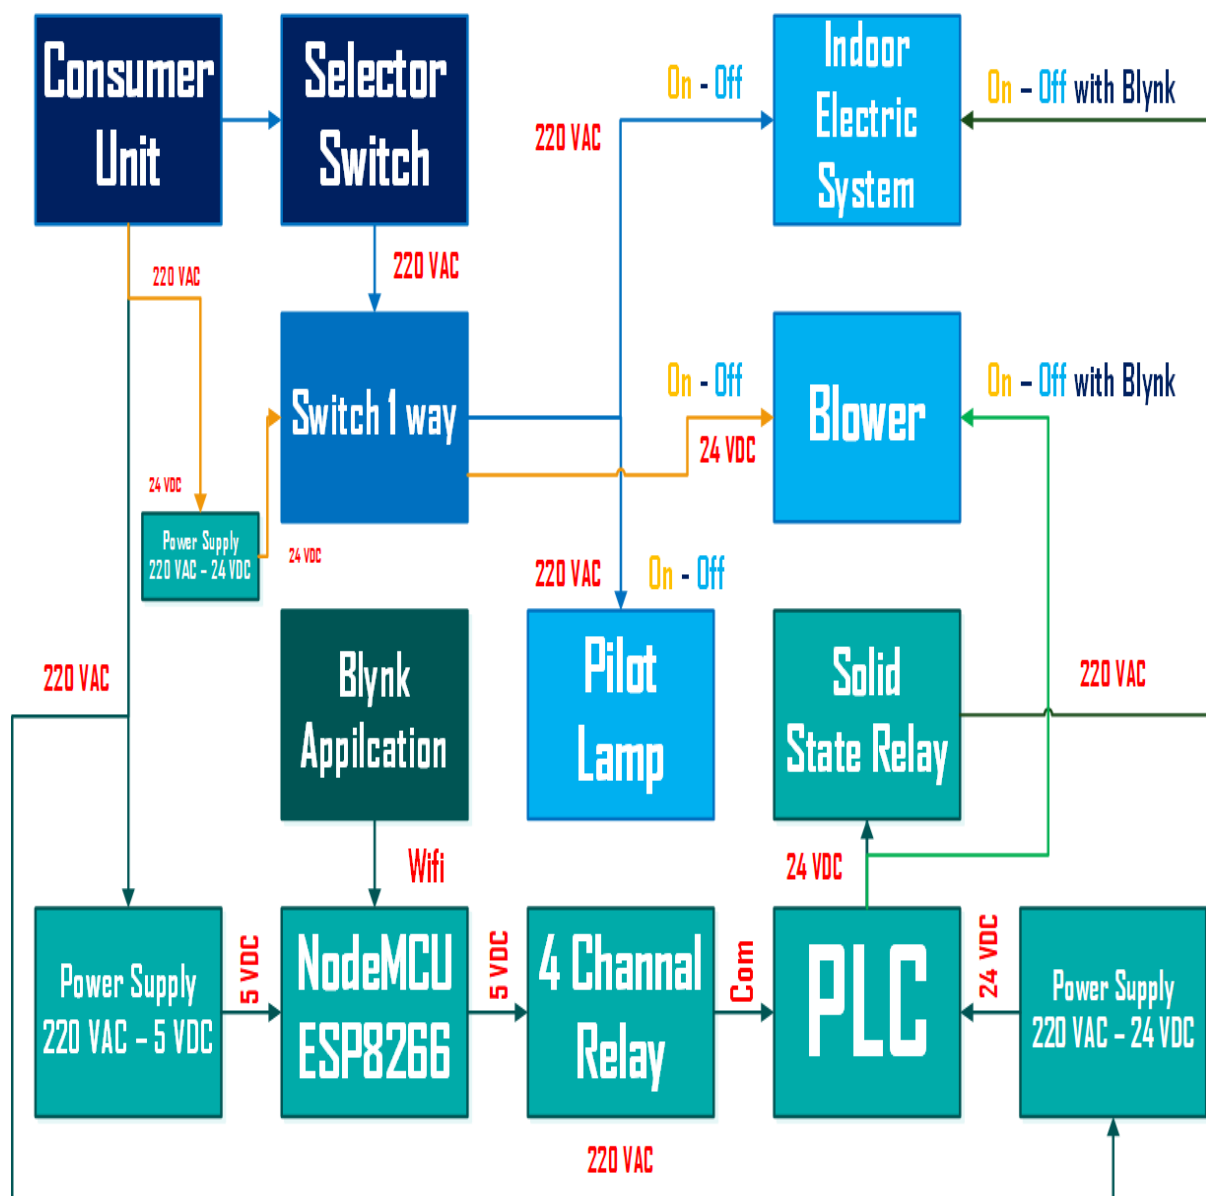 Consumer
Unit
Selector
Switch
On - Off
Indoor
Electric
System
On - Off with Blynk
220 VAC
220 VAC
220 VAC
Switch 1 way
On - Off
24 VDC
Blower
On - Off with Blynk
24 VDC
Power Supply
220 VAC - 24 VDC
24 VDC
220 VAC
On - Off
220 VAC
Blynk
Appilcation
Pilot
Lamp
Solid
State Relay
220 VAC
Wifi
24 VDC
Power Supply
220 VAC - 5 VDC
5 VDC
NodeMCU
ESP8266
5 VDC
4 Channal
Relay
Com
PLC
24 VDC
Power Supply
220 VAC - 24 VDC
220 VAC